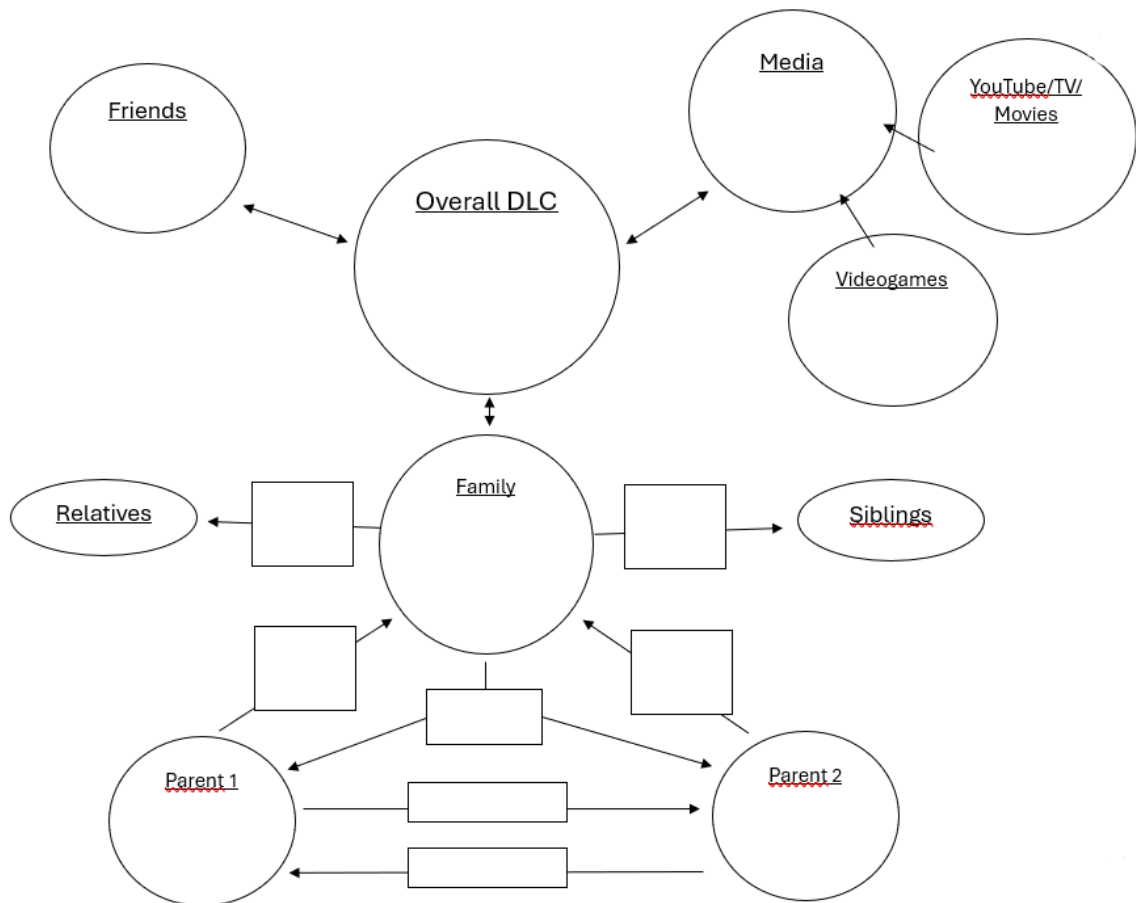 Media
YouTube/TV/
Movies
Friends
Overall DLC
Videogames
Family
Relatives
Siblings
Parent 1
Parent 2